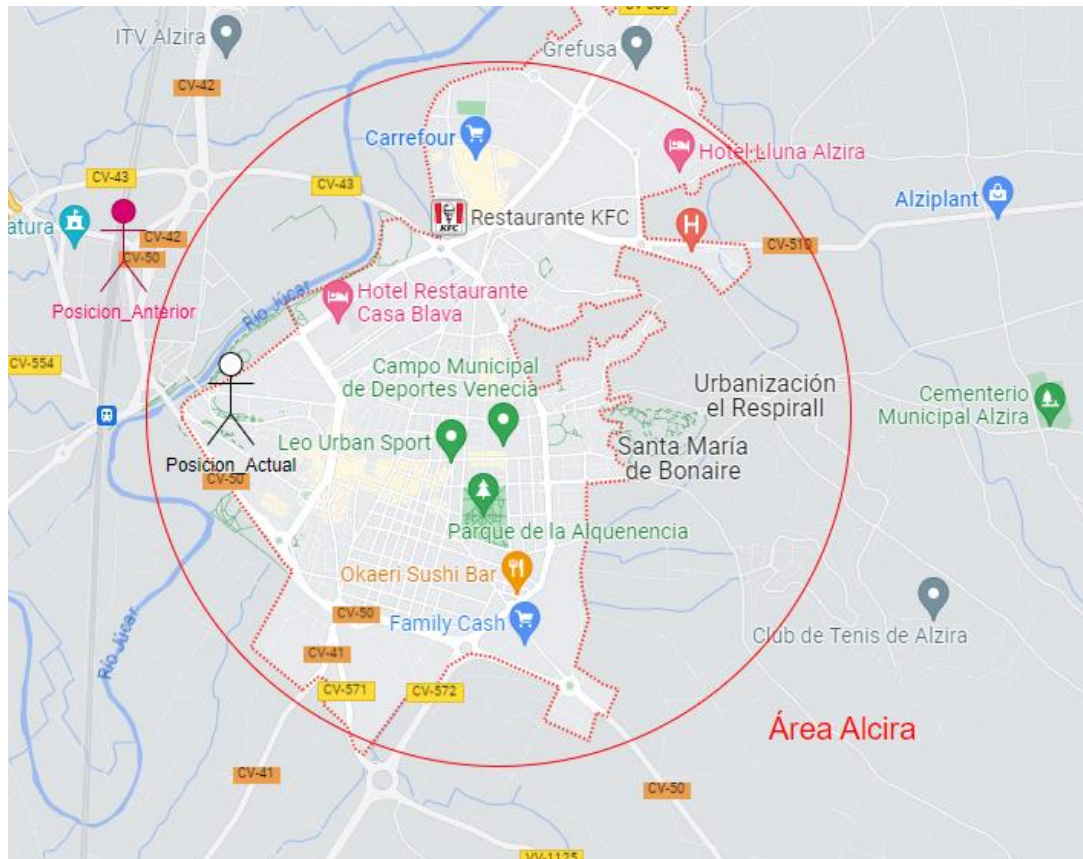 ITV Alzira
Grefusa
CV-42
Carrefour
Hotel Lluna Alzira
CV-43
CV-43
Alziplant
atura
CV-42
Restaurante KFC
KFC
H
CV-510
CV-50
Posicion_Anterior
Río Júcar
Hotel Restaurante
Casa Blava
CV-554
Campo Municipal
de Deportes Venecia
Urbanización
el Respirall
Cementerio
Municipal Alzira
Leo Urban Sport
Santa María
de Bonaire
Posicion_Actual
CV-50
Parque de la Alquenencia
Okaeri Sushi Bar
CV-50
Family Cash
Club de Tenis de Alzira
Río Júcar
CV-41
CV-571
CV-572
Área Alcira
CV-41
CV-50